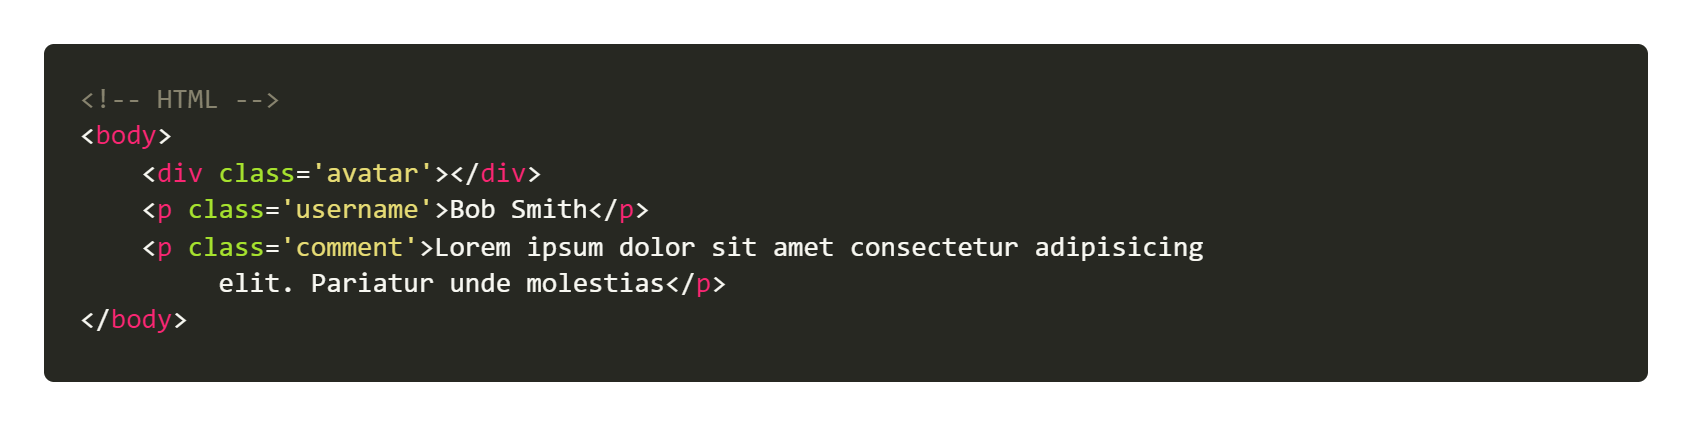 <!-- HTML -->
<body>
    <div class='avatar'></div>
    <p class='username'>Bob Smith</p>
    <p class='comment'>Lorem ipsum dolor sit amet consectetur adipisicing
         elit. Pariatur unde molestias</p>
</body>